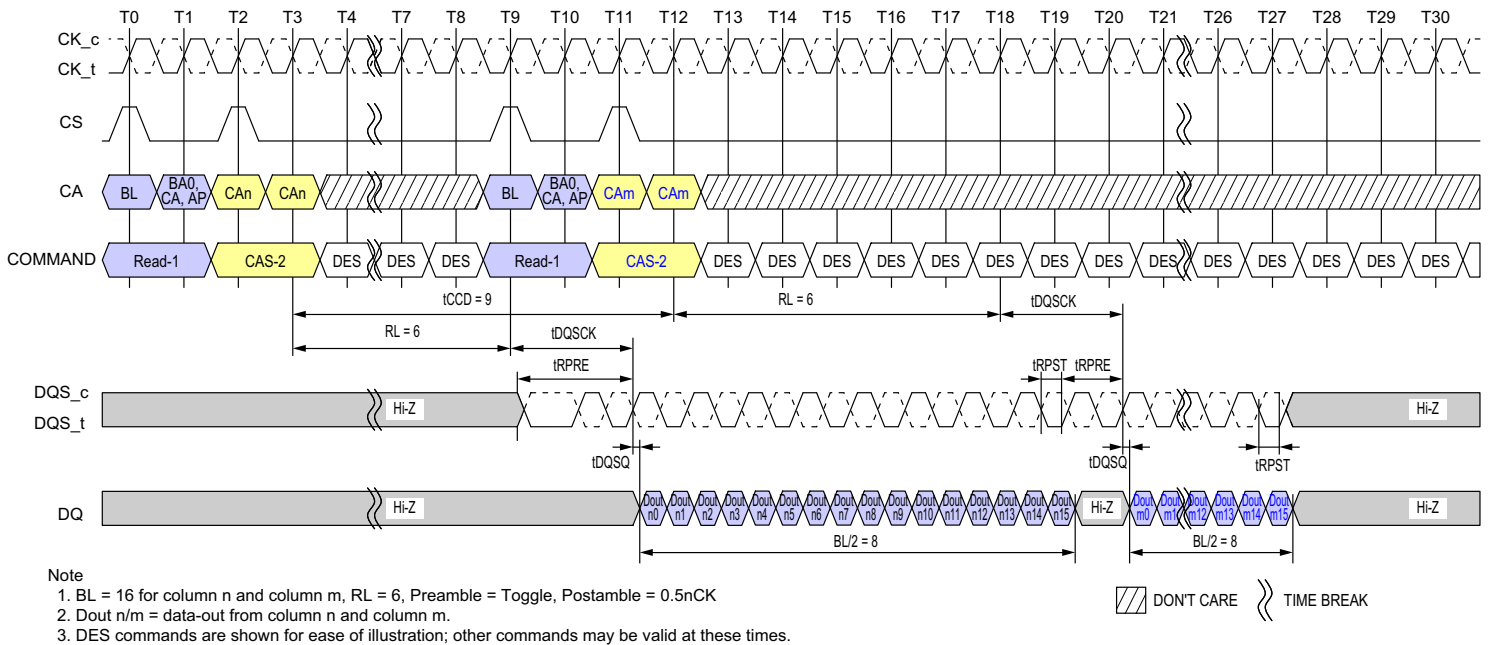 T0 T1 T2 T3 T4 T7 T8 T9 T10 T11 T12 T13 T14 T15 T16 T17 T18 T19 T20 T21 T26 T27 T28 T29 T30
CK_c
CK_t
CS
CA
BL
BA0,
CA, AP
CAn
CAn
BL
BA0,
CA, AP
CAm
CAm
COMMAND
Read-1
CAS-2
DES
DES
DES
Read-1
CAS-2
DES
DES
DES
DES
DES
DES
DES
DES
DES
DES
DES
DES
DES
DES
tCCD = 9
RL = 6
tDQSCK
RL = 6
tDQSCK
tRPRE
tRPST
tRPRE
DQS_c
DQS_t
Hi-Z
Hi-Z
tDQSQ
tDQSQ
tRPST
DQ
Hi-Z
Dout
n0
Dout
n1
Dout
n2
Dout
n3
Dout
n4
Dout
n5
Dout
n6
Dout
n7
Dout
n8
Dout
n9
Dout
n10
Dout
n11
Dout
n12
Dout
n13
Dout
n14
Dout
n15
Hi-Z
Dout
m0
Dout
m1
Dout
m12
Dout
m13
Dout
m14
Dout
m15
Hi-Z
BL/2 = 8
BL/2 = 8
Note
1. BL = 16 for column n and column m, RL = 6, Preamble = Toggle, Postamble = 0.5nCK
2. Dout n/m = data-out from column n and column m.
3. DES commands are shown for ease of illustration; other commands may be valid at these times.
DON'T CARE
TIME BREAK